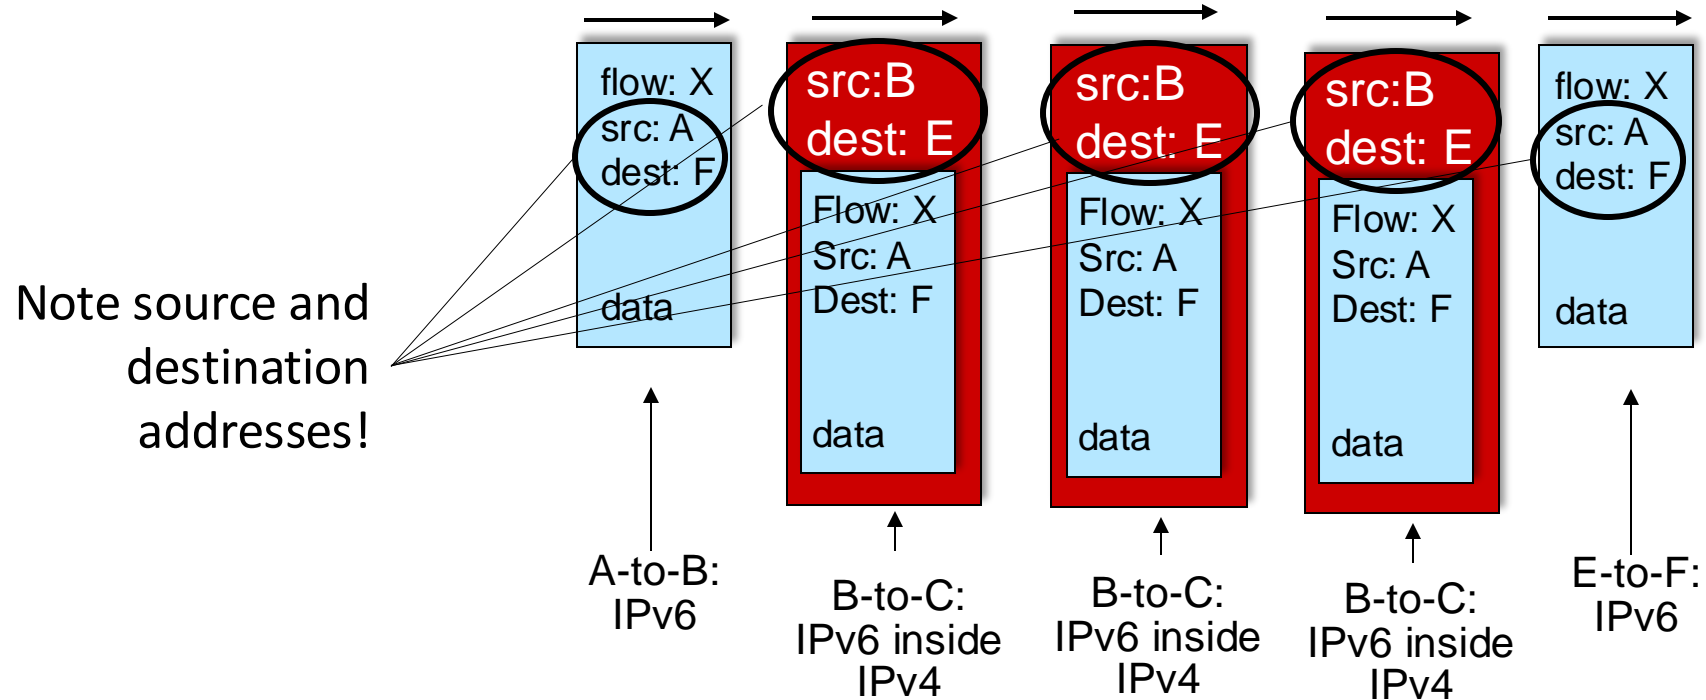 Note source and
destination
addresses!
flow: X
src: A
dest: F
data
A-to-B:
IPv6
src:B
dest: E
Flow: X
Src: A
Dest: F
data
B-to-C:
IPv6 inside
IPv4
src:B
dest: E
Flow: X
Src: A
Dest: F
data
B-to-C:
IPv6 inside
IPv4
src:B
dest: E
Flow: X
Src: A
Dest: F
data
B-to-C:
IPv6 inside
IPv4
flow: X
src: A
dest: F
data
E-to-F:
IPv6